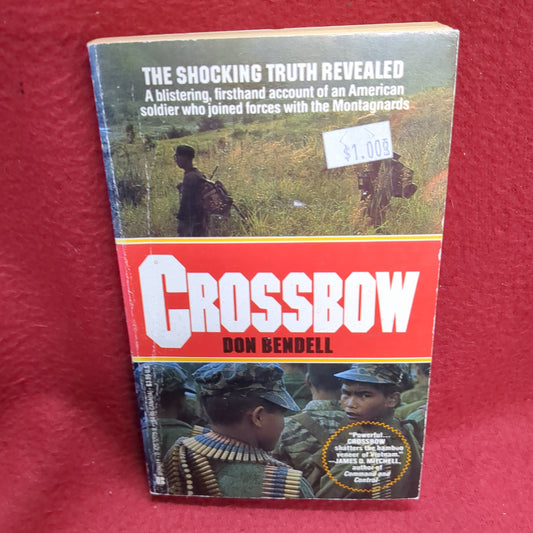 THE SHOCKING TRUTH REVEALED
A blistering, firsthand account of an American
soldier who joined forces with the Montagnards
$1.00
CROSSBOW
DON BENDELL
"Powerful...
CROSSBOW
shatters the bamboo
veneer of Vietnam."
—JAMES D. MITCHELL,
author of
Command and
Control